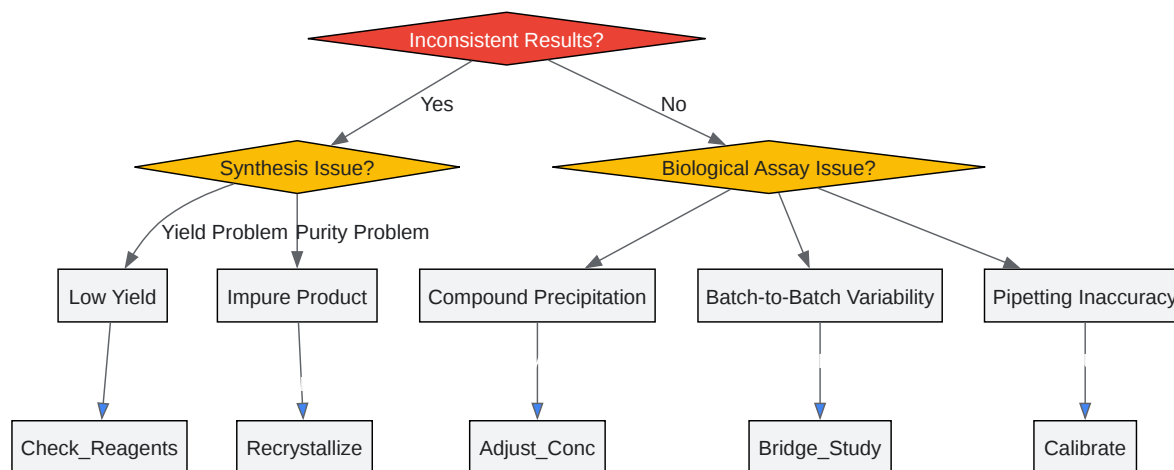 Inconsistent Results?
Yes
No
Synthesis Issue?
Biological Assay Issue?
Yield Problem
Purity Problem
Low Yield
Impure Product
Compound Precipitation
Batch-to-Batch Variability
Pipetting Inaccuracy
Check_Reagents
Recrystallize
Adjust_Conc
Bridge_Study
Calibrate